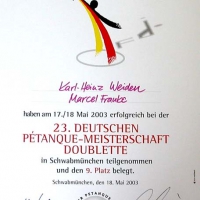 Karl-Heinz Weiden
Marcel Franke
haben am 17./18 Mai 2003 erfolgreich bei der
23. DEUTSCHEN
PÉTANQUE-MEISTERSCHAFT
DOUBLETTE
in Schwabmünchen teilgenommen
und den 9. Platz belegt.
Schwabmünchen, den 18. Mai 2003
PÉTANQUE